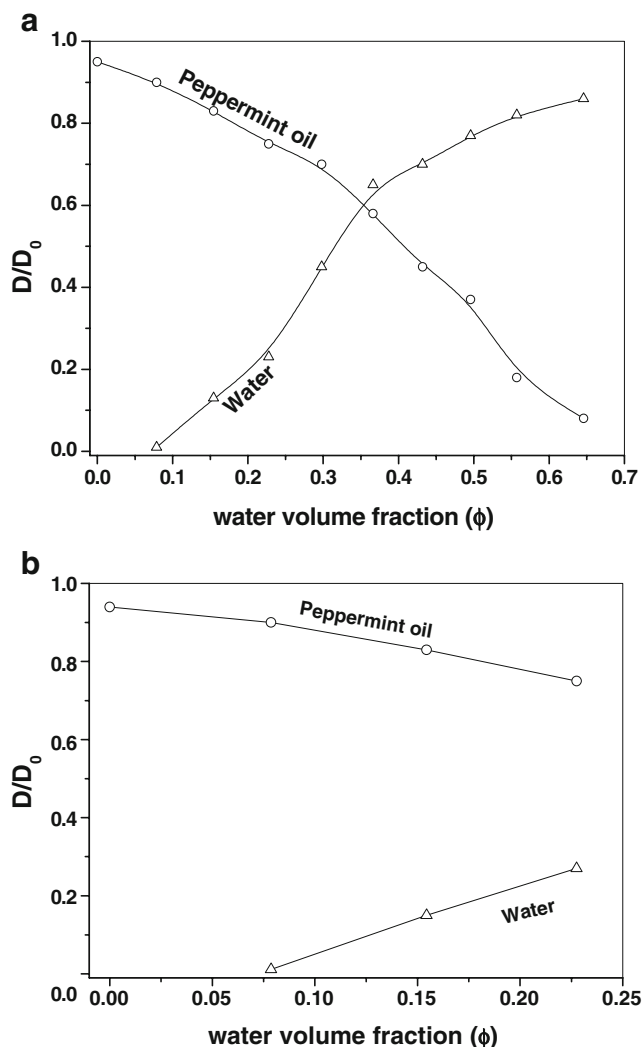 a
1.0
0.8
0.6
0.4
0.2
0.0
D/D0
Peppermint oil
Water
0.0 0.1 0.2 0.3 0.4 0.5 0.6 0.7
water volume fraction (ϕ)
b
1.0
0.8
0.6
0.4
0.2
0.0
D/D0
Peppermint oil
Water
0.00 0.05 0.10 0.15 0.20 0.25
water volume fraction (ϕ)